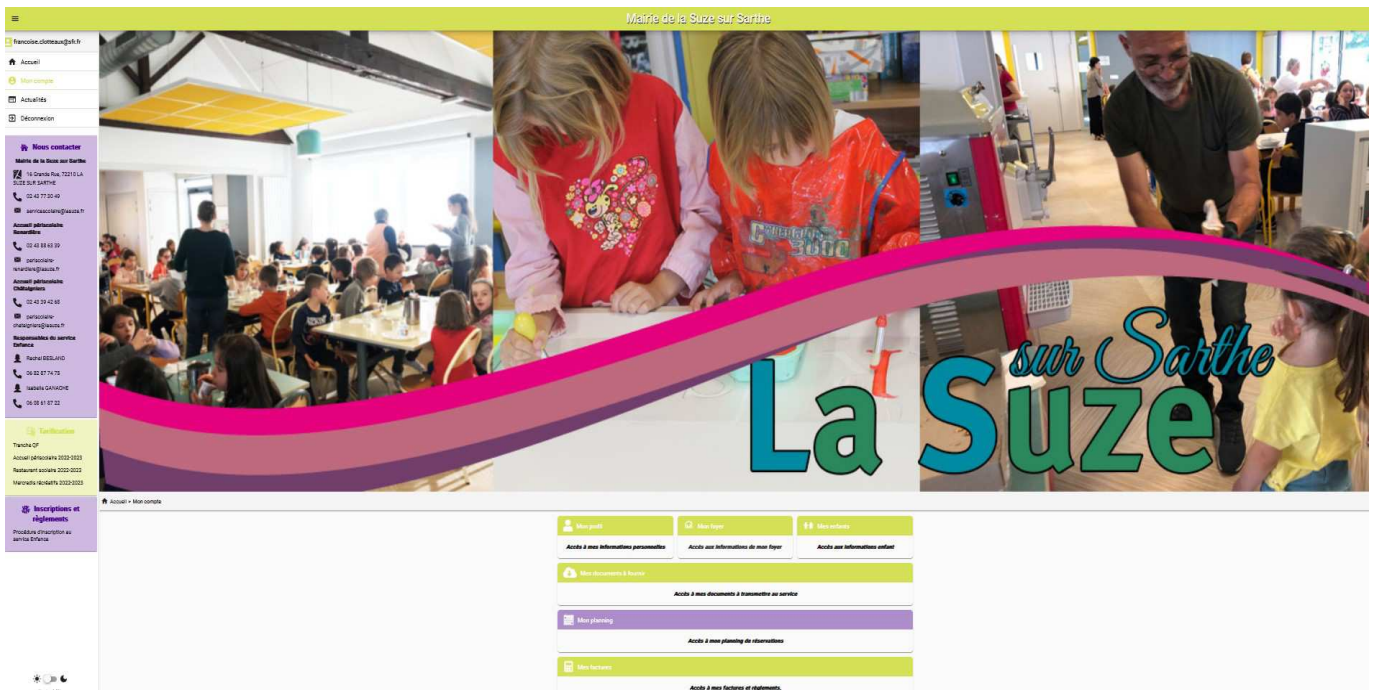 Mairie de la Suze sur Sarthe
francoise.clotteaux@sfr.fr
Accueil
Mon compte
Actualités
Déconnexion
Nous contacter
Mairie de la Suze sur Sarthe
16 Grande Rue, 72210 LA
SUZE SUR SARTHE
02 43 77 30 49
servicescolaire@lasuze.fr
Accueil périscolaire
Renardière
02 43 88 63 39
periscolaire-
renardiere@lasuze.fr
Accueil périscolaire
Châtaigniers
02 43 39 42 65
periscolaire-
chataigniers@lasuze.fr
Responsables du service
Enfance
Rachel BESLAND
06 82 87 74 78
Isabelle GANACHE
06 38 61 87 22
Tarification
Tranche QF
Accueil périscolaire 2022-2023
Restaurant scolaire 2022-2023
Mercredis récréatifs 2022-2023
Inscriptions et
règlements
Procédure d'inscription au
service Enfance
sur Sarthe
La Suze
Accueil > Mon compte
Mon profil
Accès à mes informations personnelles
Mon foyer
Accès aux informations de mon foyer
Mes enfants
Accès aux informations enfant
Mes documents à fournir
Accès à mes documents à transmettre au service
Mon planning
Accès à mon planning de réservations
Mes factures
Accès à mes factures et règlements.